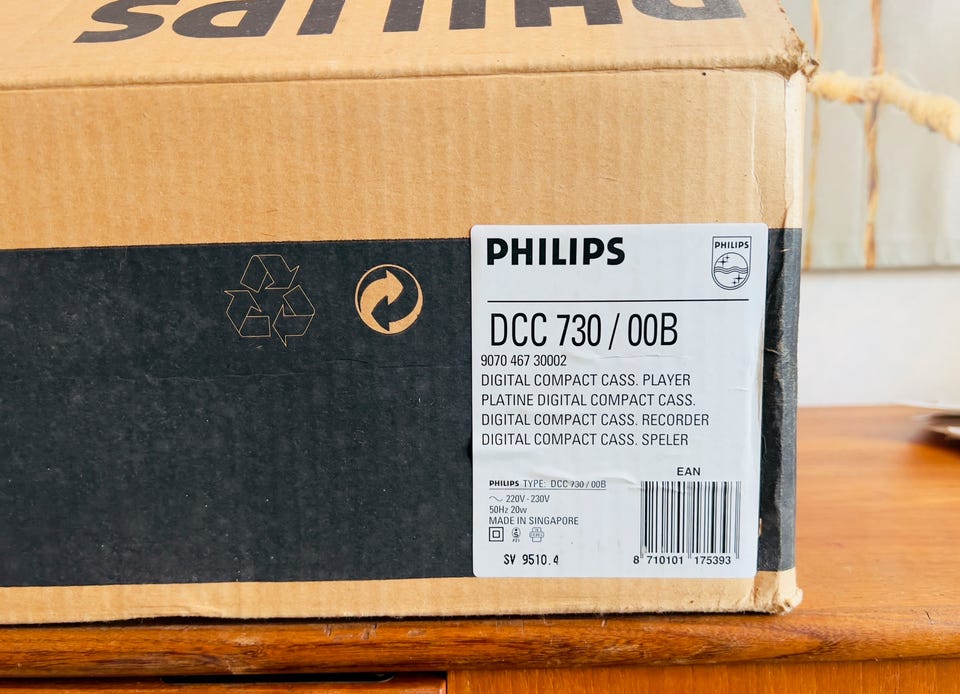 PHILIPS
PHILIPS
PHILIPS
DCC 730 / 00B
9070 467 30002
DIGITAL COMPACT CASS. PLAYER
PLATINE DIGITAL COMPACT CASS.
DIGITAL COMPACT CASS. RECORDER
DIGITAL COMPACT CASS. SPELER
EAN
PHILIPS TYPE: DCC 730 / 00B
220V - 230V
50Hz 20w
MADE IN SINGAPORE
SV 9510.4
8 710101 175393